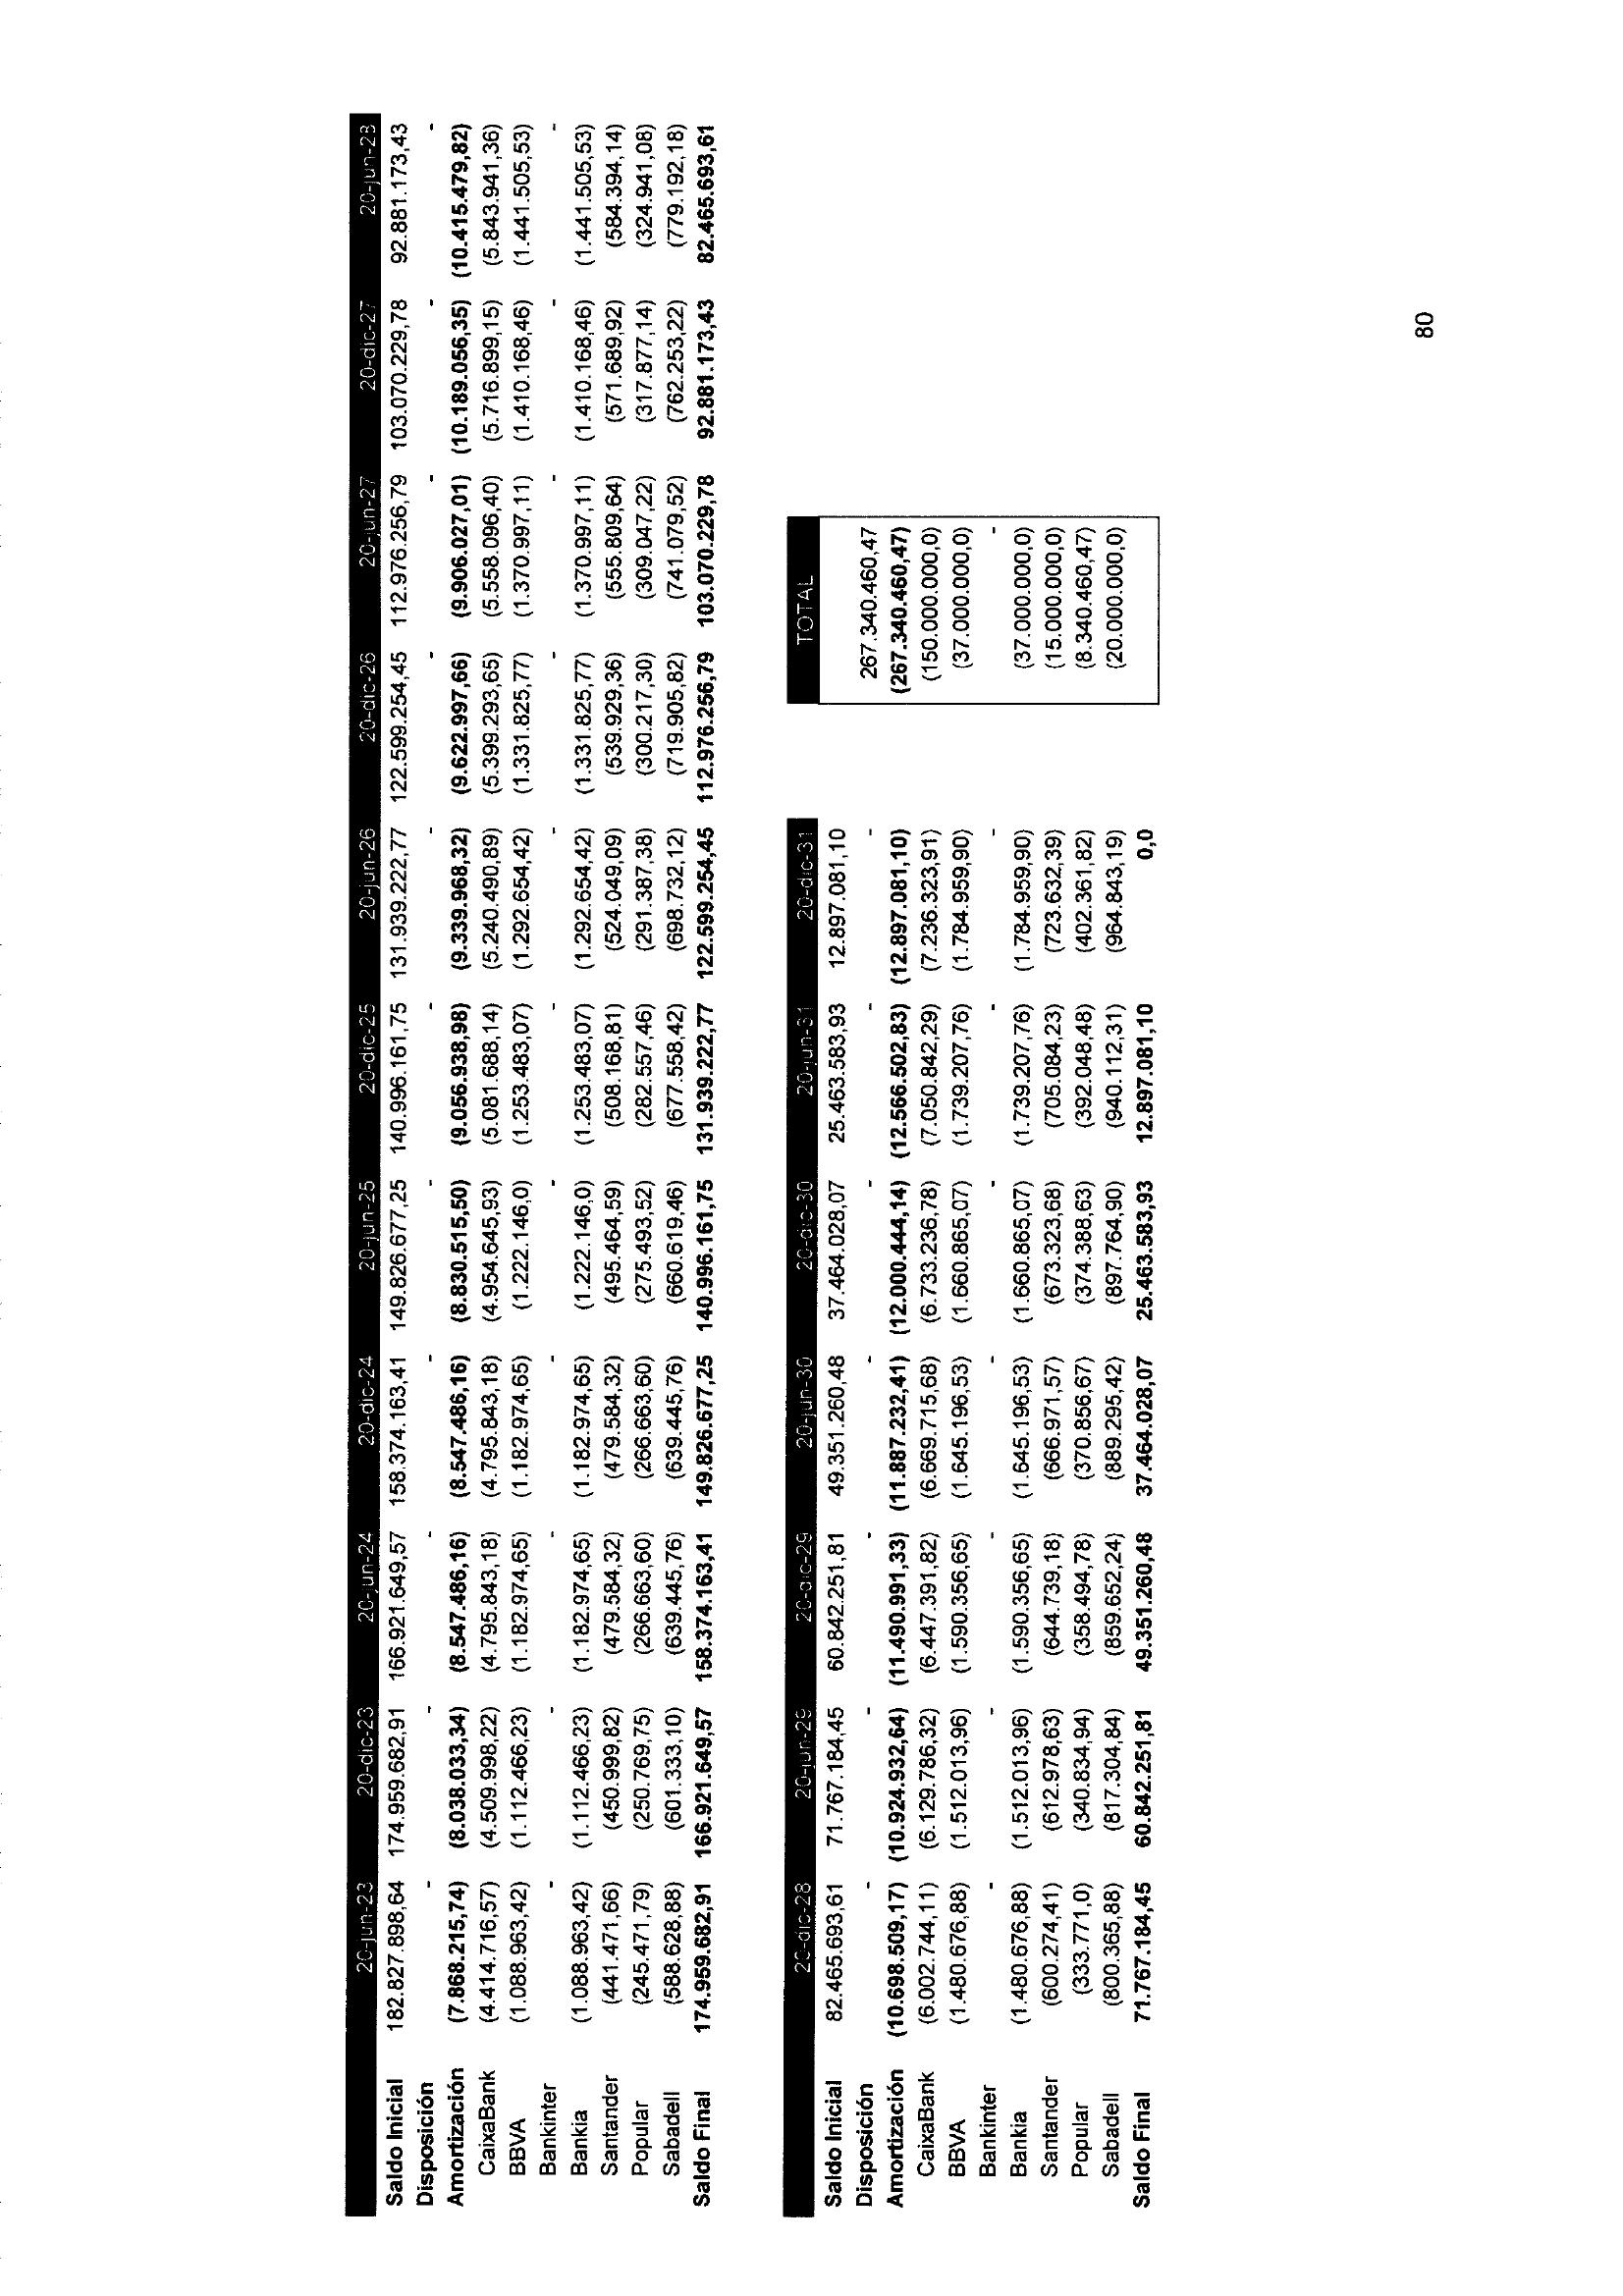 20-jun-23 20-dic-23 20-jun-24 20-dic-24 20-jun-25 20-dic-25 20-jun-26 20-dic-26 20-jun-27 20-dic-27 20-jun-28
Saldo Inicial 182.827.898,64 174.959.682,91 166.921.649,57 158.374.163,41 149.826.677,25 140.996.161,75 131.939.222,77 122.599.254,45 112.976.256,79 103.070.229,78 92.881.173,43
Disposición - - - - - - - - - - -
Amortización (7.868.215,74) (8.038.033,34) (8.547.486,16) (8.547.486,16) (8.830.515,50) (9.056.938,98) (9.339.968,32) (9.622.997,66) (9.906.027,01) (10.189.056,35) (10.415.479,82)
CaixaBank (4.414.716,57) (4.509.998,22) (4.795.843,18) (4.795.843,18) (4.954.645,93) (5.081.688,14) (5.240.490,89) (5.399.293,65) (5.558.096,40) (5.716.899,15) (5.843.941,36)
BBVA (1.088.963,42) (1.112.466,23) (1.182.974,65) (1.182.974,65) (1.222.146,0) (1.253.483,07) (1.292.654,42) (1.331.825,77) (1.370.997,11) (1.410.168,46) (1.441.505,53)
Bankinter - - - - - - - - - - -
Bankia (1.088.963,42) (1.112.466,23) (1.182.974,65) (1.182.974,65) (1.222.146,0) (1.253.483,07) (1.292.654,42) (1.331.825,77) (1.370.997,11) (1.410.168,46) (1.441.505,53)
Santander (441.471,66) (450.999,82) (479.584,32) (479.584,32) (495.464,59) (508.168,81) (524.049,09) (539.929,36) (555.809,64) (571.689,92) (584.394,14)
Popular (245.471,79) (250.769,75) (266.663,60) (266.663,60) (275.493,52) (282.557,46) (291.387,38) (300.217,30) (309.047,22) (317.877,14) (324.941,08)
Sabadell (588.628,88) (601.333,10) (639.445,76) (639.445,76) (660.619,46) (677.558,42) (698.732,12) (719.905,82) (741.079,52) (762.253,22) (779.192,18)
Saldo Final 174.959.682,91 166.921.649,57 158.374.163,41 149.826.677,25 140.996.161,75 131.939.222,77 122.599.254,45 112.976.256,79 103.070.229,78 92.881.173,43 82.465.693,61
20-dic-28 20-jun-29 20-dic-29 20-jun-30 20-dic-30 20-jun-31 20-dic-31 TOTAL
Saldo Inicial 82.465.693,61 71.767.184,45 60.842.251,81 49.351.260,48 37.464.028,07 25.463.583,93 12.897.081,10
Disposición - - - - - - - 267.340.460,47
Amortización (10.698.509,17) (10.924.932,64) (11.490.991,33) (11.887.232,41) (12.000.444,14) (12.566.502,83) (12.897.081,10) (267.340.460,47)
CaixaBank (6.002.744,11) (6.129.786,32) (6.447.391,82) (6.669.715,68) (6.733.236,78) (7.050.842,29) (7.236.323,91) (150.000.000,0)
BBVA (1.480.676,88) (1.512.013,96) (1.590.356,65) (1.645.196,53) (1.660.865,07) (1.739.207,76) (1.784.959,90) (37.000.000,0)
Bankinter - - - - - - - -
Bankia (1.480.676,88) (1.512.013,96) (1.590.356,65) (1.645.196,53) (1.660.865,07) (1.739.207,76) (1.784.959,90) (37.000.000,0)
Santander (600.274,41) (612.978,63) (644.739,18) (666.971,57) (673.323,68) (705.084,23) (723.632,39) (15.000.000,0)
Popular (333.771,0) (340.834,94) (358.494,78) (370.856,67) (374.388,63) (392.048,48) (402.361,82) (8.340.460,47)
Sabadell (800.365,88) (817.304,84) (859.652,24) (889.295,42) (897.764,90) (940.112,31) (964.843,19) (20.000.000,0)
Saldo Final 71.767.184,45 60.842.251,81 49.351.260,48 37.464.028,07 25.463.583,93 12.897.081,10 0,0
80